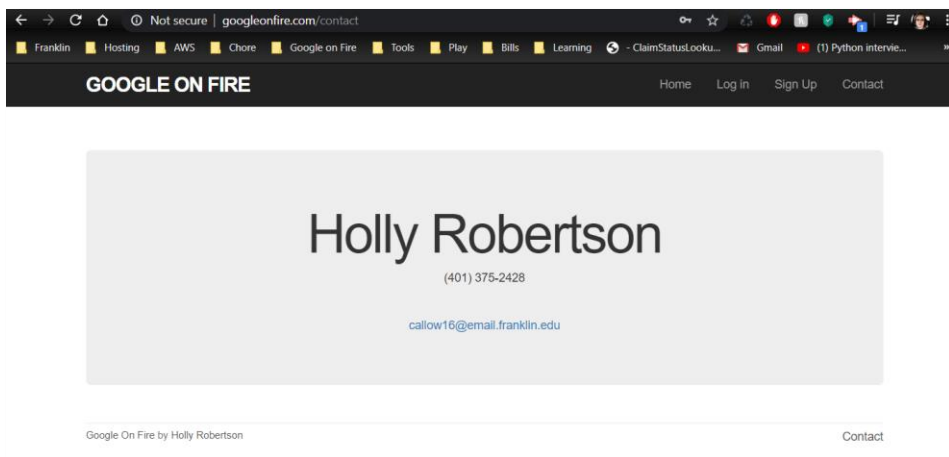 Not secure | googleonfire.com/contact
Franklin Hosting AWS Chore Google on Fire Tools Play Bills Learning - ClaimStatusLooku... Gmail (1) Python intervie... »
GOOGLE ON FIRE Home Log in Sign Up Contact
Holly Robertson
(401) 375-2428
callow16@email.franklin.edu
Google On Fire by Holly Robertson Contact